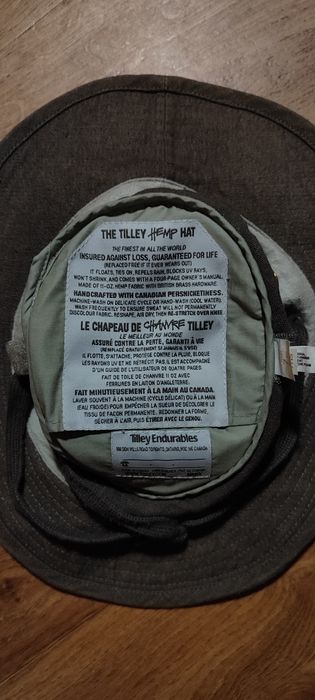 THE TILLEY HEMP HAT
THE FINEST IN ALL THE WORLD
INSURED AGAINST LOSS, GUARANTEED FOR LIFE
(REPLACED FREE IF IT EVER WEARS OUT)
IT FLOATS, TIES ON, REPELS RAIN, BLOCKS UV RAYS,
WON'T SHRINK, AND COMES WITH A FOUR-PAGE OWNER'S MANUAL.
MADE OF 11-OZ. HEMP FABRIC WITH BRITISH BRASS HARDWARE.
HANDCRAFTED WITH CANADIAN PERSNICKETINESS.
MACHINE-WASH ON DELICATE CYCLE OR HAND-WASH (COOL WATER).
WASH FREQUENTLY TO ENSURE SWEAT WON'T EVER PERMANENTLY
DISCOLOUR FABRIC. RESHAPE, AIR DRY, THEN RE-STRETCH OVER KNEE
LE CHAPEAU DE CHANVRE TILLEY
LE MEILLEUR AU MONDE
ASSURÉ CONTRE LA PERTE, GARANTI À VIE
(REMPLACÉ GRATUITEMENT SI JAMAIS USÉ)
IL FLOTTE, S'ATTACHE, PROTÈGE CONTRE LA PLUIE, BLOQUE
LES RAYONS UV ET NE RÉTRÉCIT PAS. IL EST ACCOMPAGNÉ
D'UN GUIDE DE L'UTILISATEUR DE QUATRE PAGES.
FAIT DE TOILE DE CHANVRE 11 OZ AVEC
FERRURES EN LAITON D'ANGLETERRE.
FAIT MINUTIEUSEMENT À LA MAIN AU CANADA.
LAVER SOUVENT À LA MACHINE (CYCLE DÉLICAT) OU À LA MAIN
(EAU FROIDE) POUR EMPÊCHER LA SUEUR DE DÉCOLORER LE
TISSU DE FAÇON PERMANENTE. REDONNER LA FORME,
SÉCHER À L'AIR, PUIS ÉTIRER AVEC LE GENOU.
Tilley Endurables